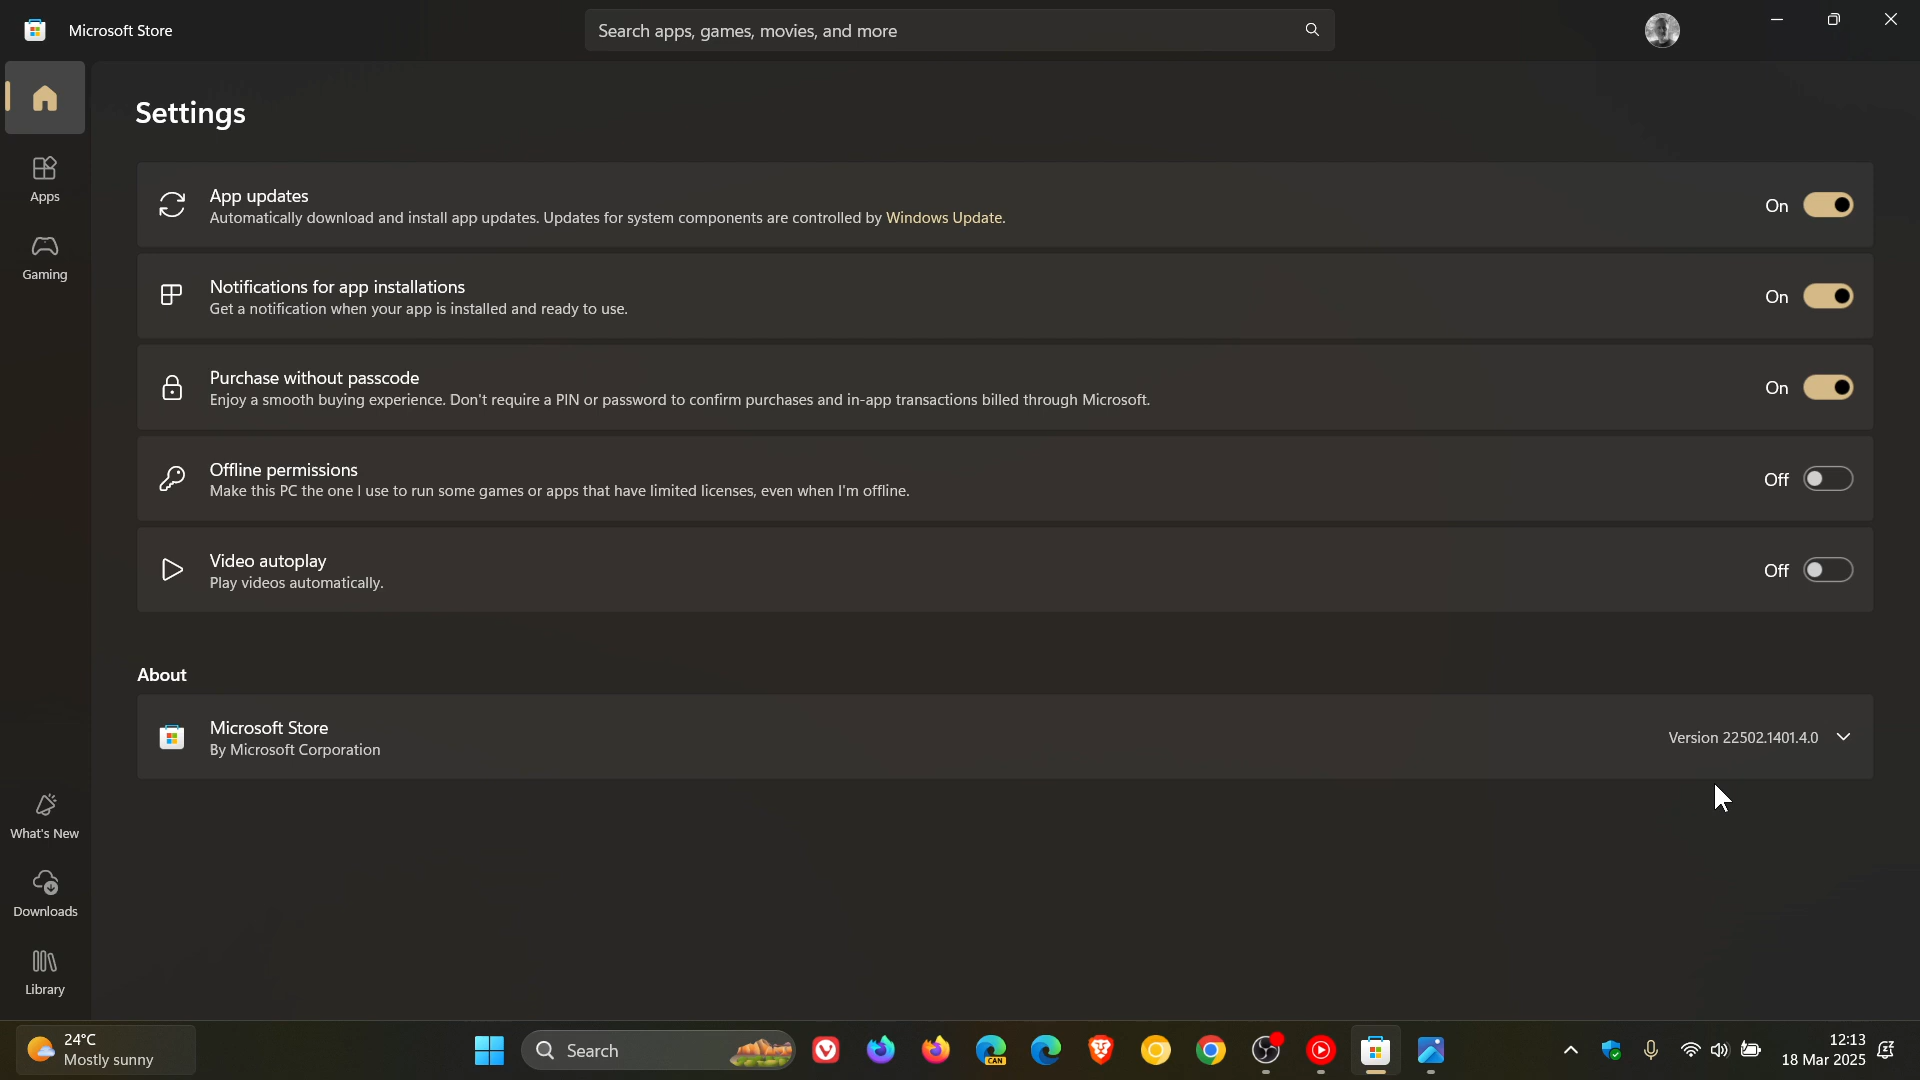 Microsoft Store
Search apps, games, movies, and more
Settings
Apps
Gaming
App updates
Automatically download and install app updates. Updates for system components are controlled by Windows Update.
On
Notifications for app installations
Get a notification when your app is installed and ready to use.
On
Purchase without passcode
Enjoy a smooth buying experience. Don't require a PIN or password to confirm purchases and in-app transactions billed through Microsoft.
On
Offline permissions
Make this PC the one I use to run some games or apps that have limited licenses, even when I'm offline.
Off
Video autoplay
Play videos automatically.
Off
About
Microsoft Store
By Microsoft Corporation
Version 22502.1401.4.0
What's New
Downloads
Library
24°C
Mostly sunny
Search
CAN
12:13
18 Mar 2025